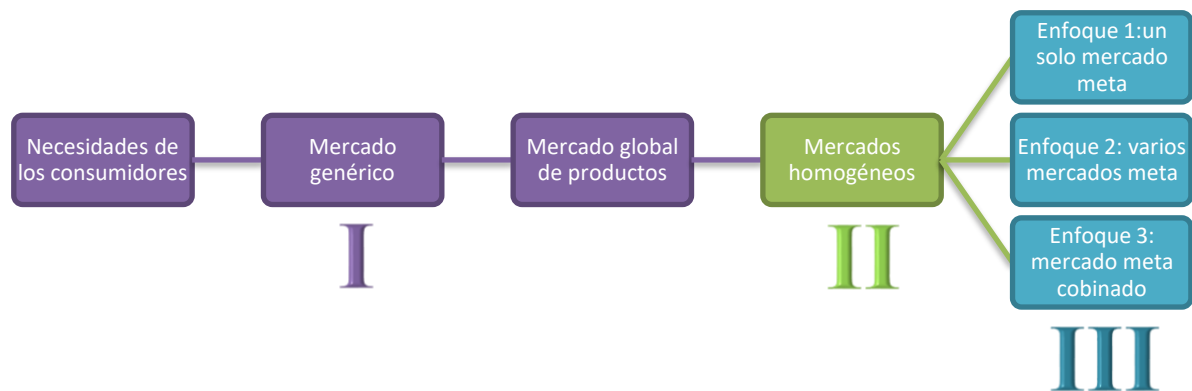 Necesidades de
los consumidores
Mercado
genérico
Mercado global
de productos
Mercados
homogéneos
Enfoque 1:un
solo mercado
meta
Enfoque 2: varios
mercados meta
Enfoque 3:
mercado meta
cobinado
I
II
III